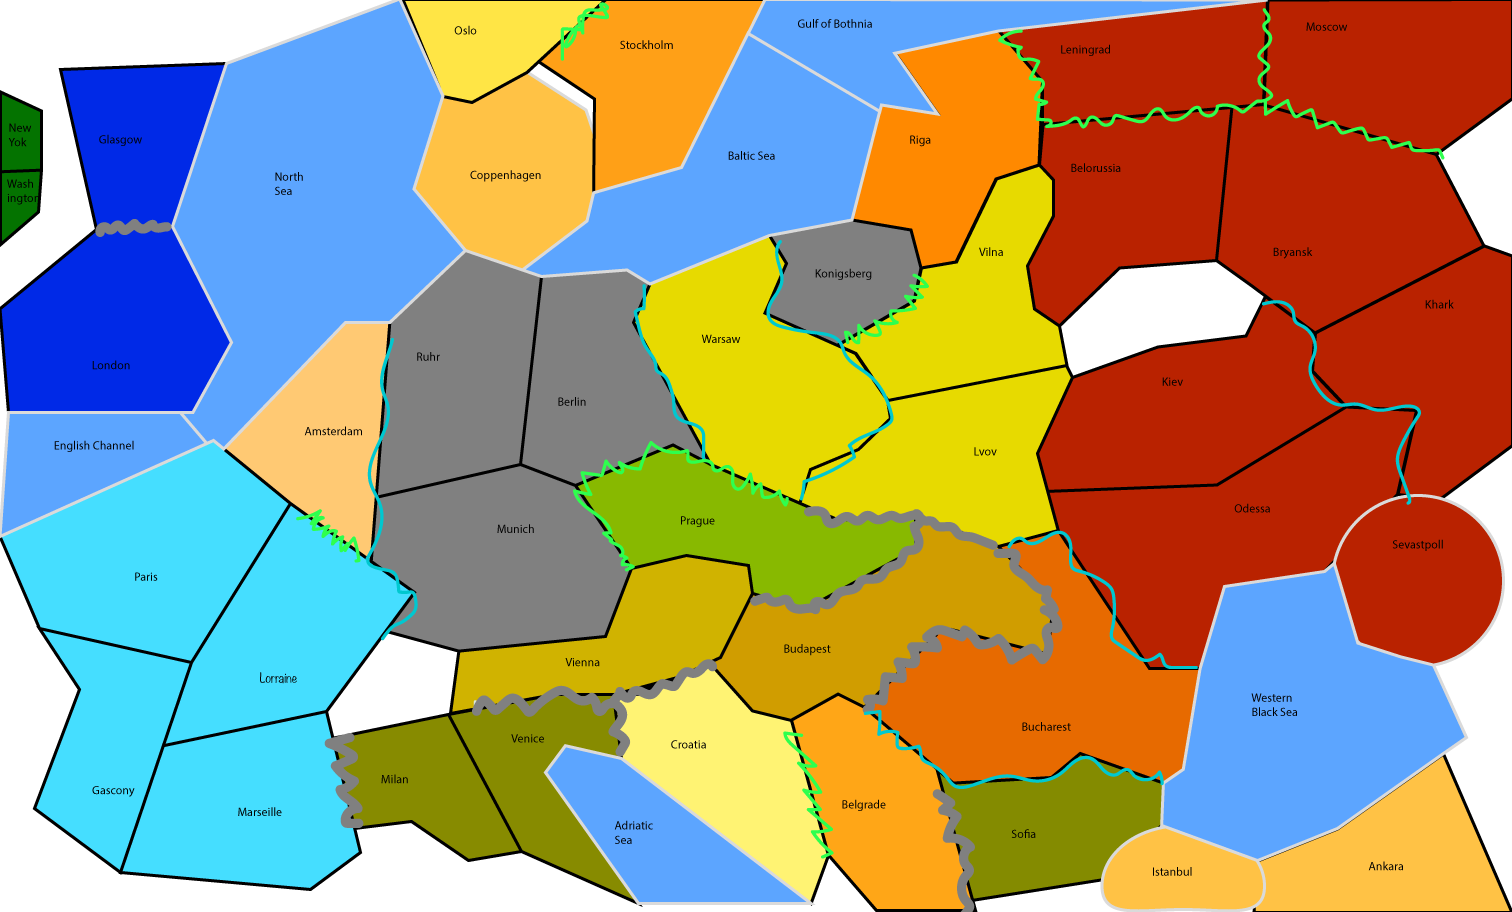 Oslo
Stockholm
Gulf of Bothnia
Leningrad
Moscow
New
Yok
Glasgow
Riga
Baltic Sea
Coppenhagen
Belorussia
North
Sea
Wash
ington
Vilna
Bryansk
Konigsberg
Khark
Warsaw
Ruhr
London
Kiev
Berlin
Amsterdam
English Channel
Lvov
Odessa
Prague
Munich
Sevastpoll
Paris
Budapest
Vienna
Lorraine
Western
Black Sea
Bucharest
Venice
Croatia
Milan
Gascony
Belgrade
Marseille
Adriatic
Sea
Sofia
Ankara
Istanbul